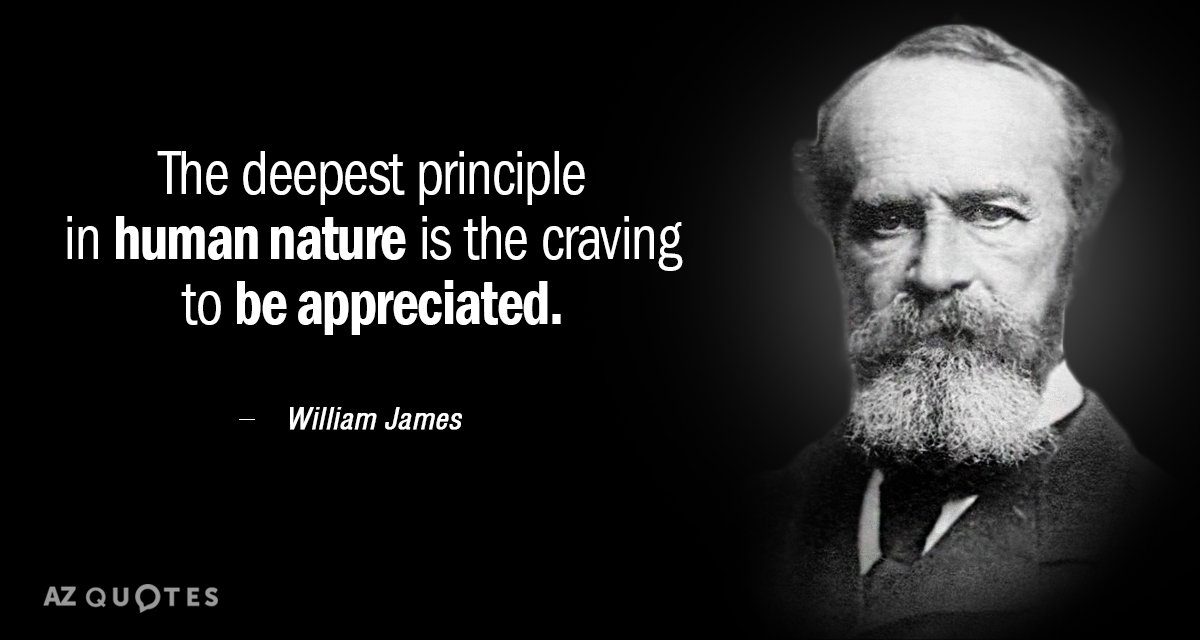 The deepest principle
in human nature is the craving
to be appreciated.
— William James
AZ QUOTES